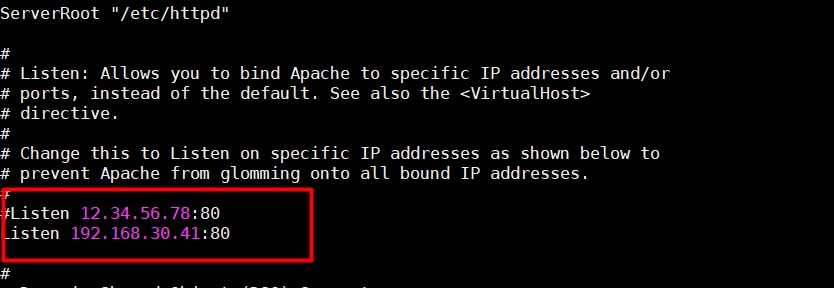 ServerRoot "/etc/httpd"
#
# Listen: Allows you to bind Apache to specific IP addresses and/or
# ports, instead of the default. See also the <VirtualHost>
# directive.
#
# Change this to Listen on specific IP addresses as shown below to
# prevent Apache from glomming onto all bound IP addresses.
#
#Listen 12.34.56.78:80
Listen 192.168.30.41:80
#